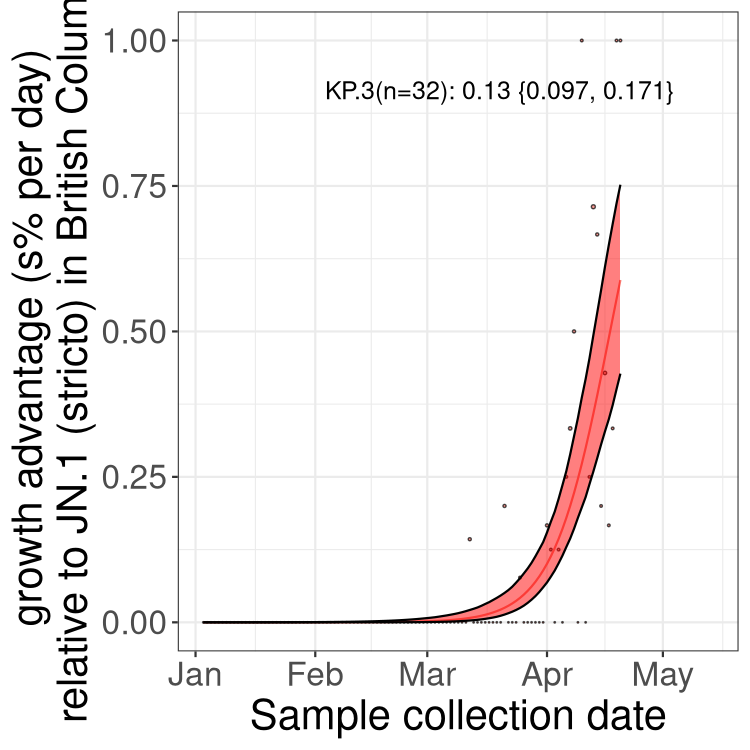 growth advantage (s% per day)
relative to JN.1 (stricto) in British Colum
1.00
0.75
0.50
0.25
0.00
KP.3(n=32): 0.13 {0.097, 0.171}
Jan Feb Mar Apr May
Sample collection date